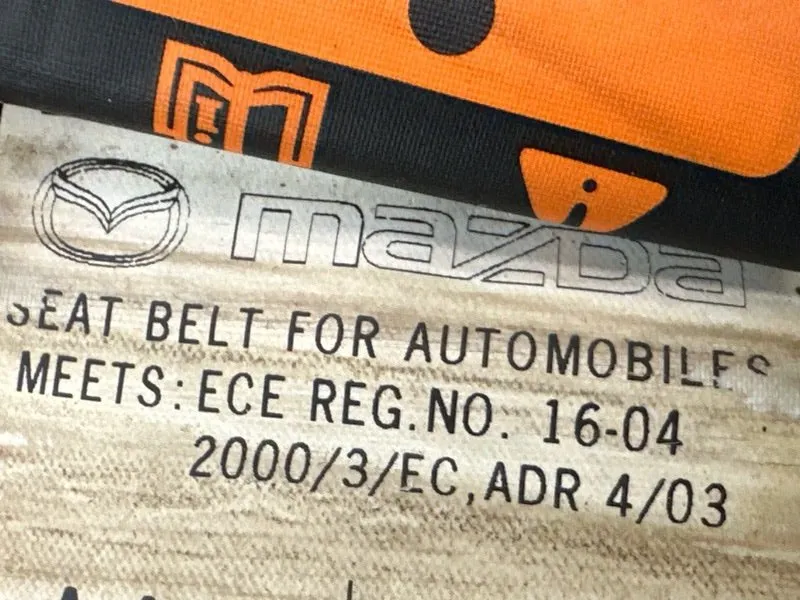 mazda
SEAT BELT FOR AUTOMOBILES
MEETS: ECE REG.NO. 16-04
2000/3/EC, ADR 4/03